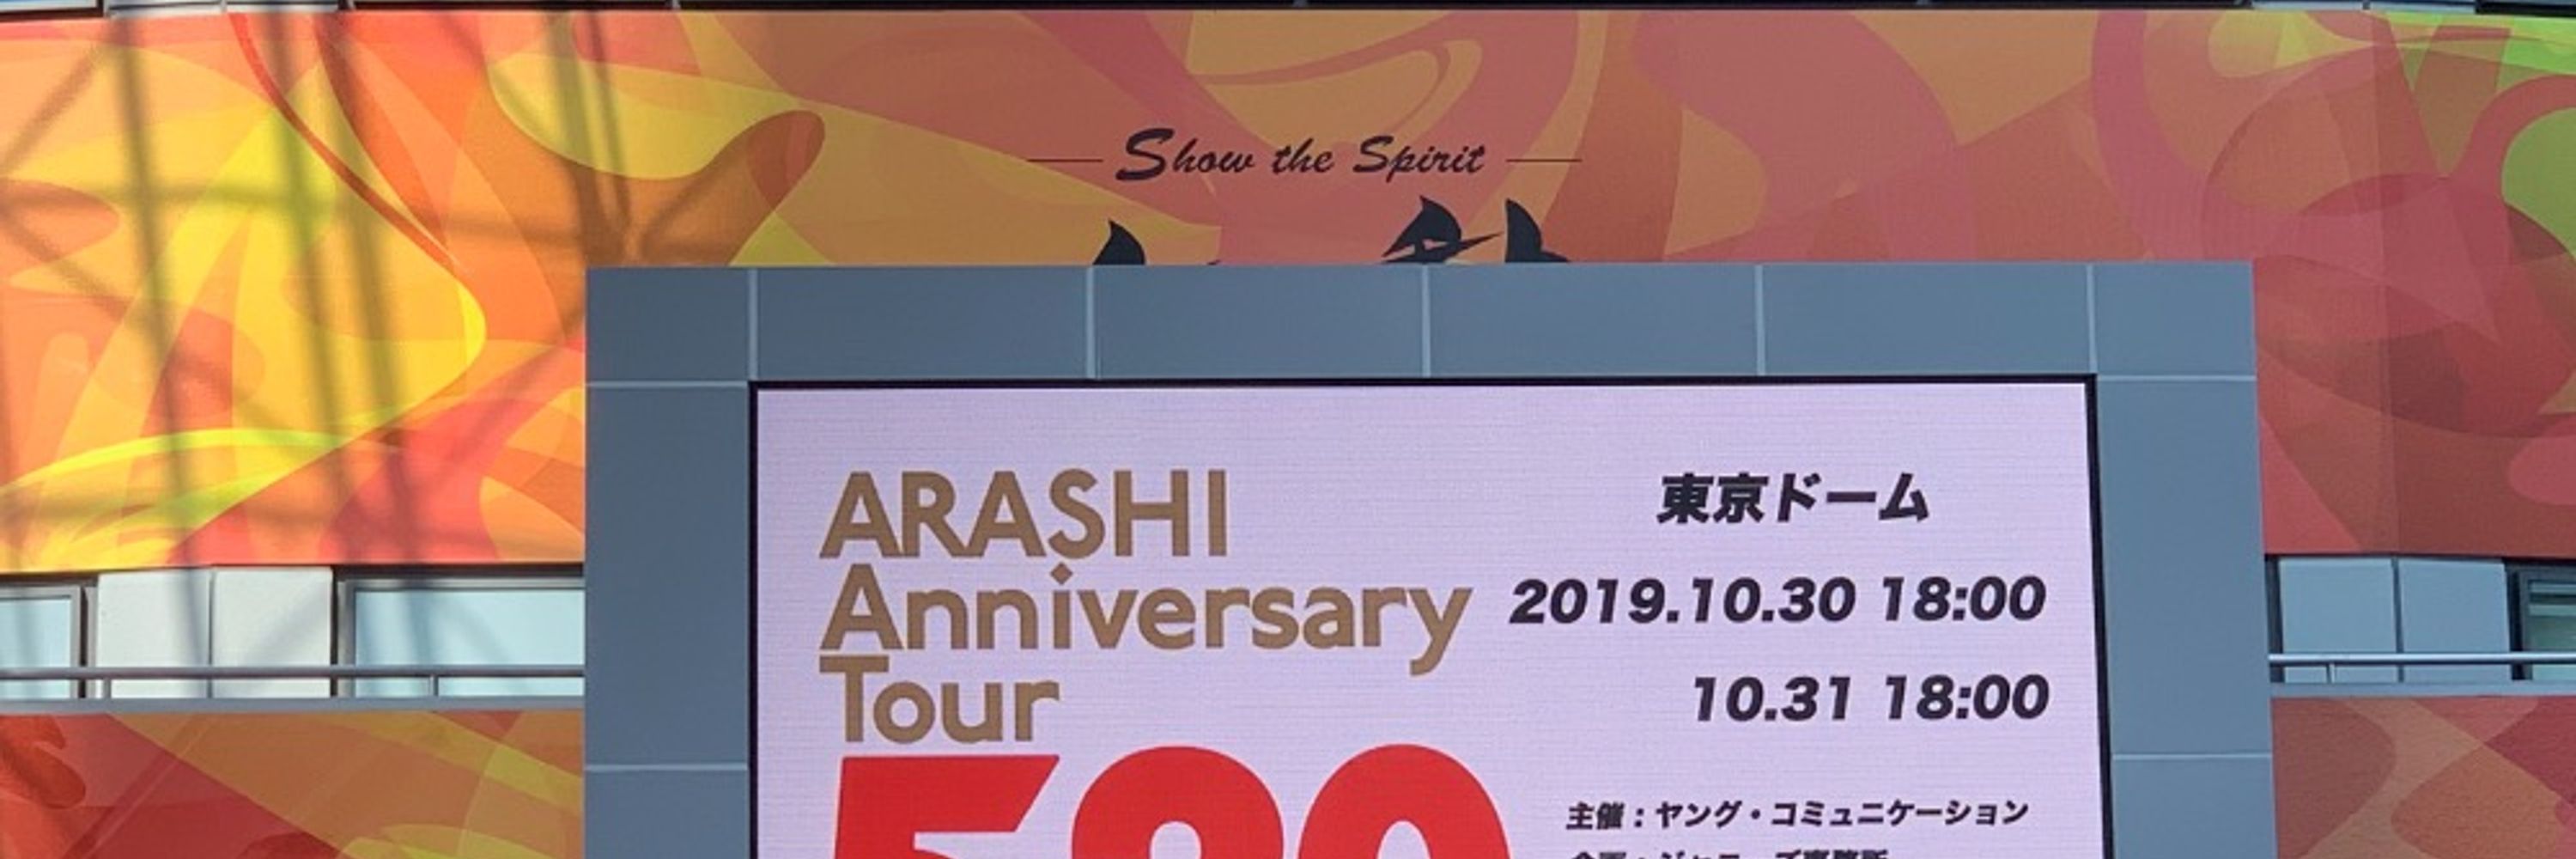 Show the Spirit
ARASHI
Anniversary
Tour
東京ドーム
2019.10.30 18:00
10.31 18:00
主催：ヤング・コミュニケーション